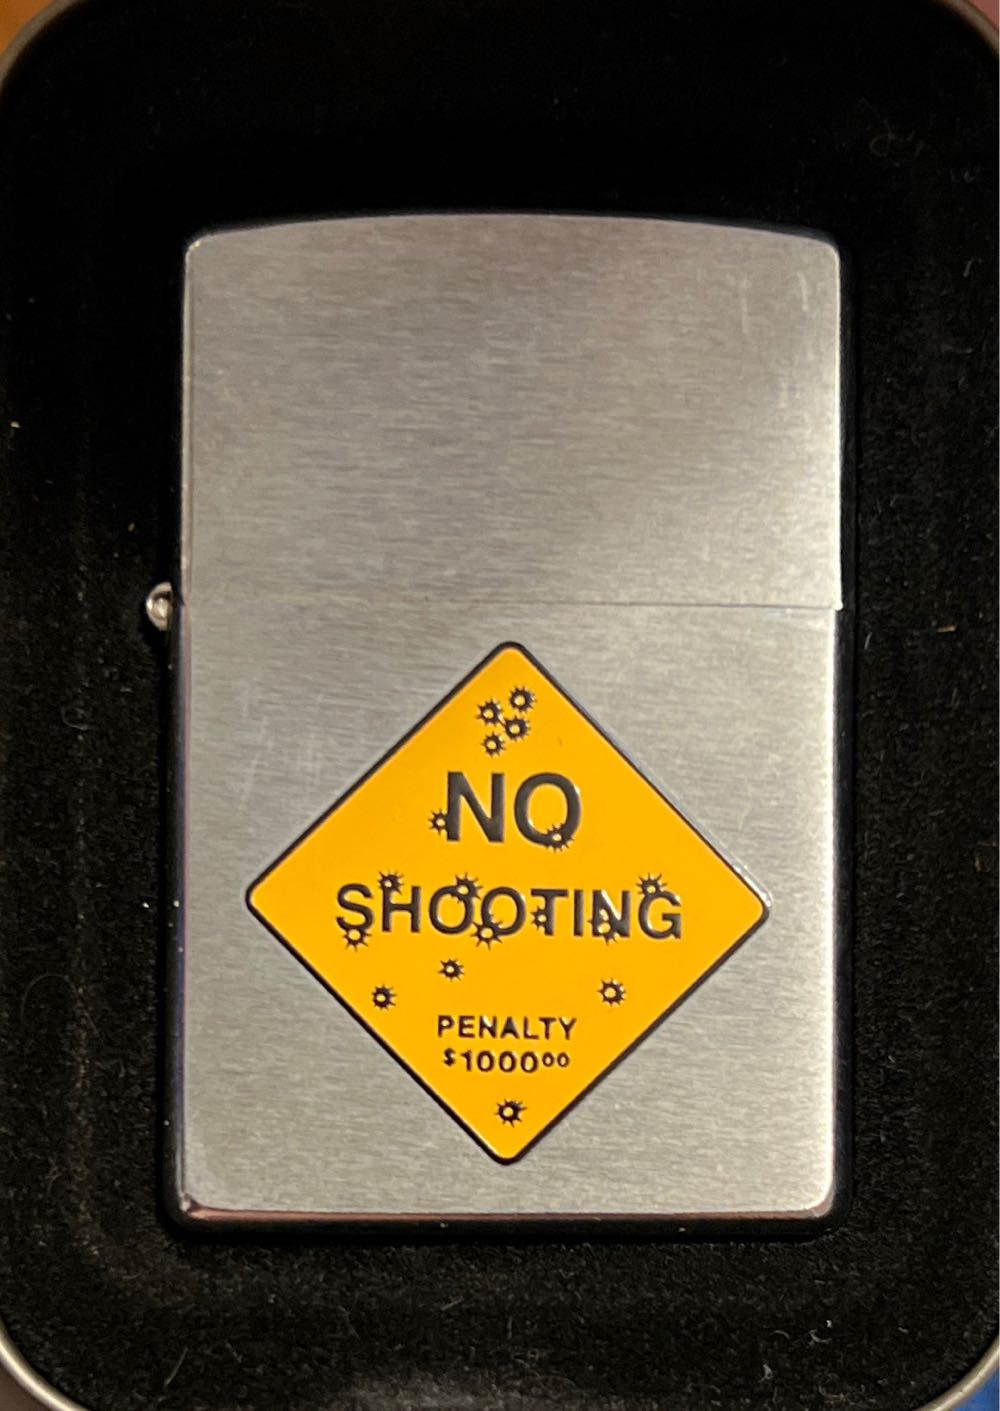 NO
SHOOTING
PENALTY
$1000⁰⁰